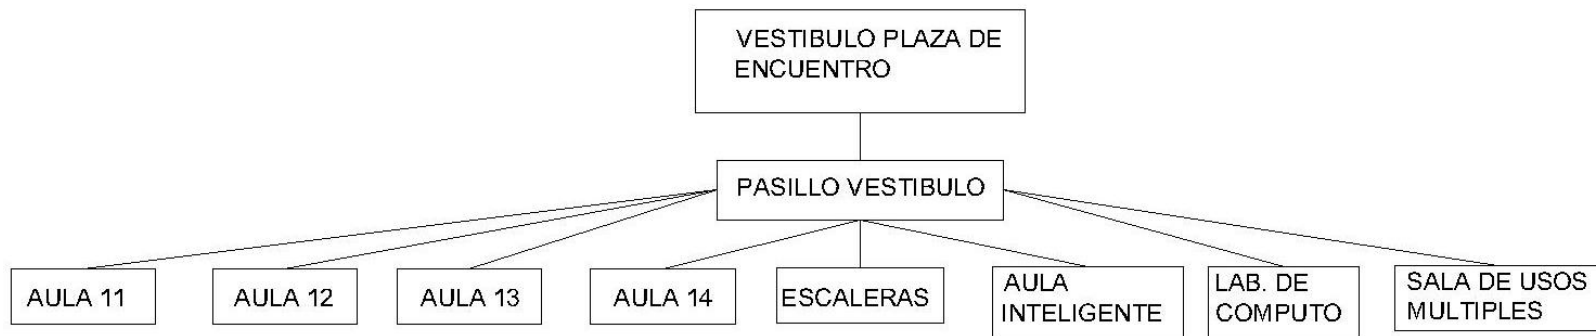 VESTIBULO PLAZA DE
ENCUENTRO
PASILLO VESTIBULO
AULA 11
AULA 12
AULA 13
AULA 14
ESCALERAS
AULA
INTELIGENTE
LAB. DE
COMPUTO
SALA DE USOS
MULTIPLES